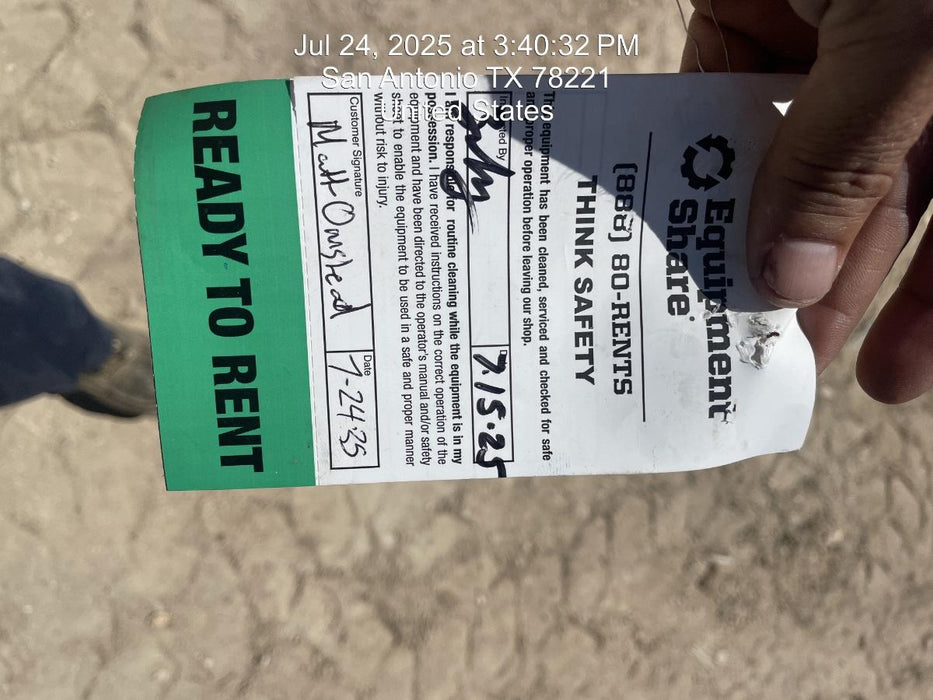 Jul 24, 2025 at 3:40:32 PM
San Antonio TX 78221
United States
Equipment
Share
(888) 80-RENTS
THINK SAFETY
equipment has been cleaned, serviced and checked for safe
proper operation before leaving our shop.
7.15.25
I am responsible for routine cleaning while the equipment is in my
possession. I have received instructions on the correct operation of the
equipment and have been directed to the operator's manual and/or safety
sheet to enable the equipment to be used in a safe and proper manner
without risk to injury.
Customer Signature
Date
Matt Omstead
7-24-25
READY TO RENT